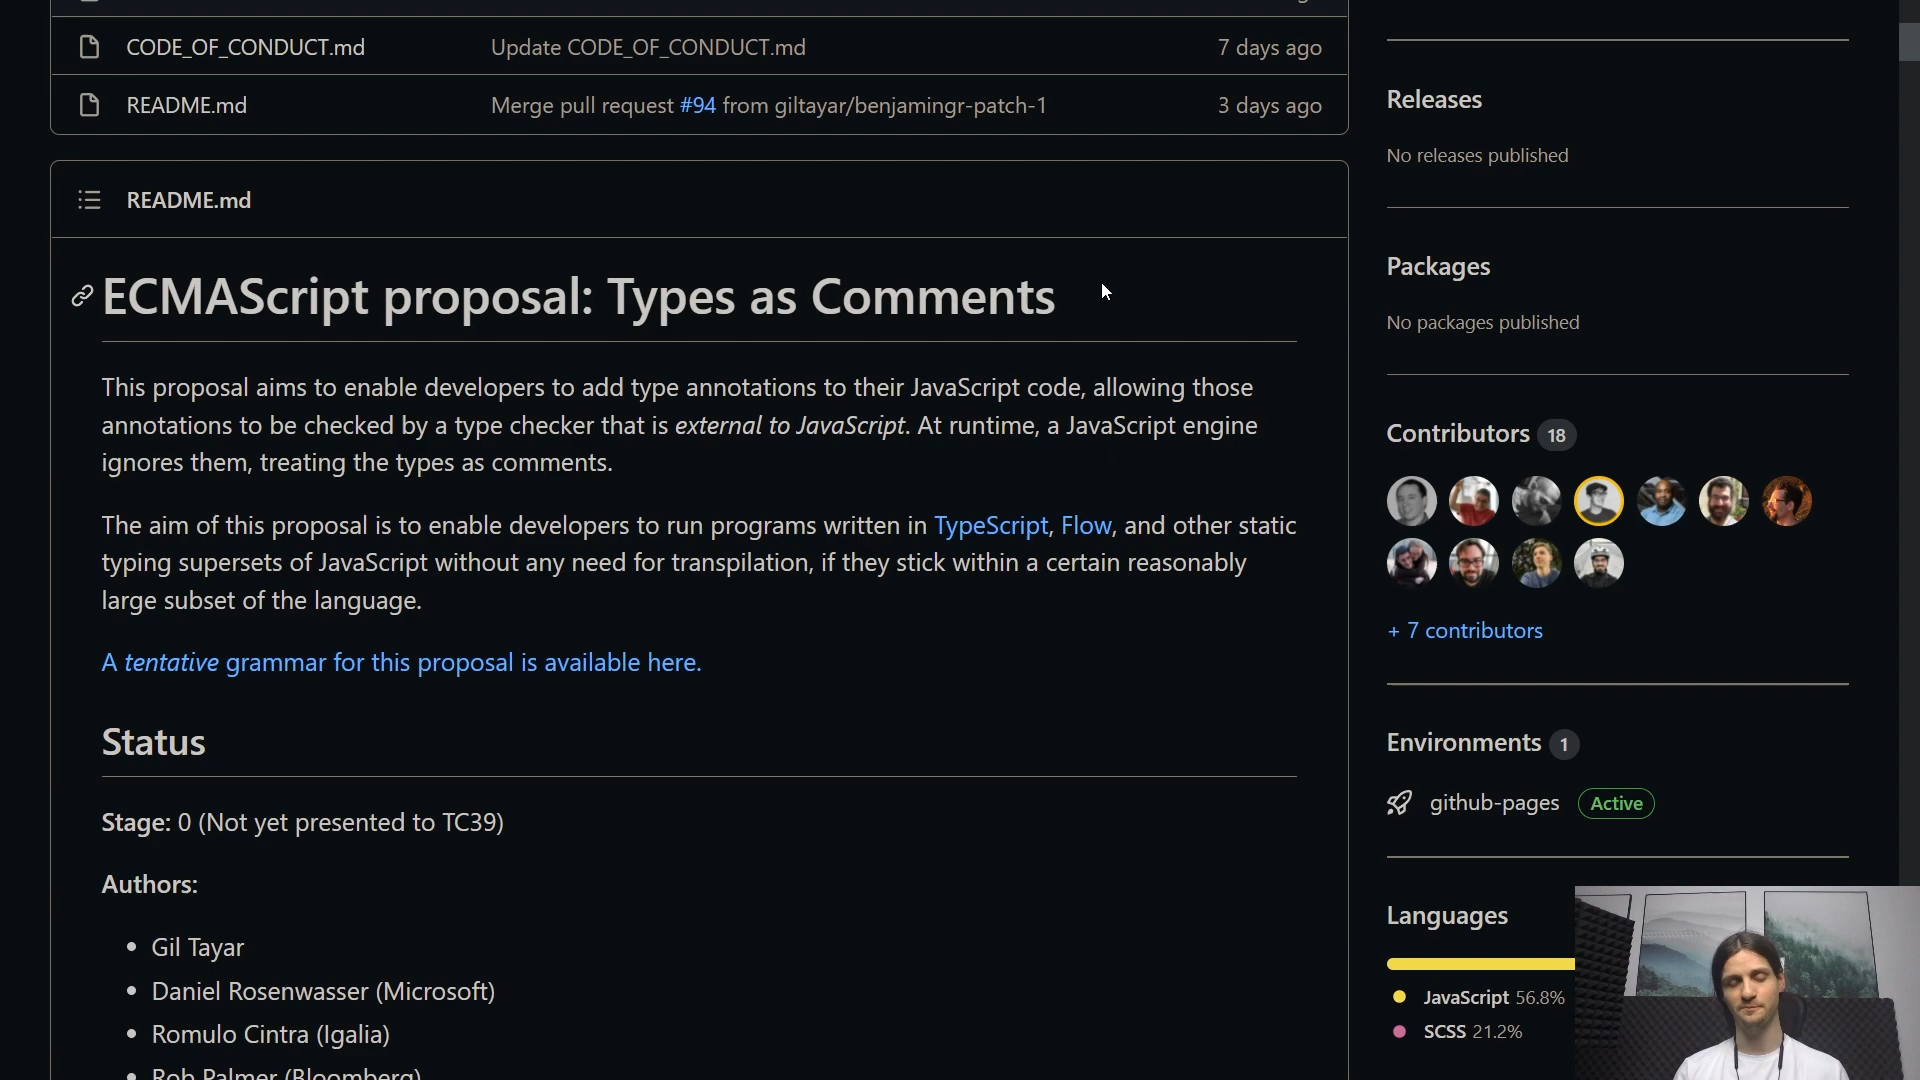 CODE_OF_CONDUCT.md Update CODE_OF_CONDUCT.md 7 days ago
README.md Merge pull request #94 from giltayar/benjamingr-patch-1 3 days ago
README.md
ECMAScript proposal: Types as Comments
This proposal aims to enable developers to add type annotations to their JavaScript code, allowing those
annotations to be checked by a type checker that is external to JavaScript. At runtime, a JavaScript engine
ignores them, treating the types as comments.
The aim of this proposal is to enable developers to run programs written in TypeScript, Flow, and other static
typing supersets of JavaScript without any need for transpilation, if they stick within a certain reasonably
large subset of the language.
A tentative grammar for this proposal is available here.
Status
Stage: 0 (Not yet presented to TC39)
Authors:
Gil Tayar
Daniel Rosenwasser (Microsoft)
Romulo Cintra (Igalia)
Rob Palmer (Bloomberg)
Releases
No releases published
Packages
No packages published
Contributors 18
+ 7 contributors
Environments 1
github-pages Active
Languages
JavaScript 56.8%
SCSS 21.2%